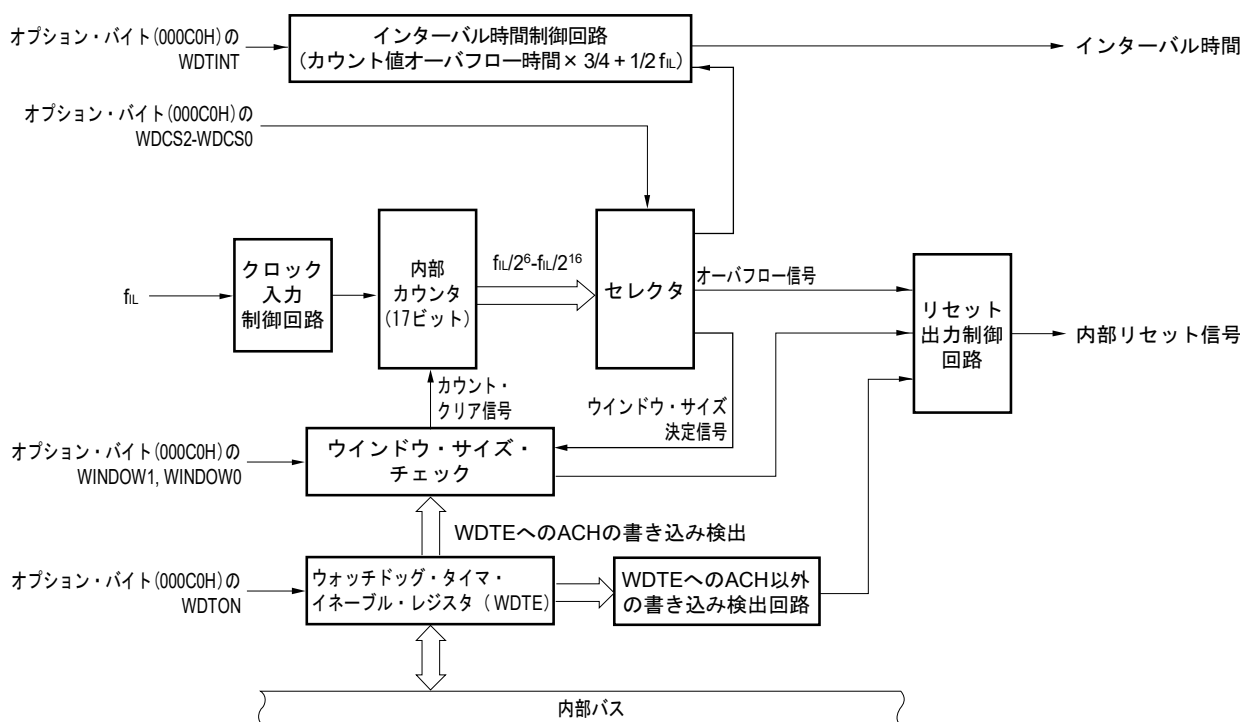 オプション・バイト(000C0H)の
WDTINT
インターバル時間制御回路
(カウント値オーバフロー時間× 3/4 + 1/2 fIL)
インターバル時間
オプション・バイト(000C0H)の
WDCS2-WDCS0
fIL
クロック
入力
制御回路
内部
カウンタ
(17ビット)
fIL/2⁶-fIL/2¹⁶
セレクタ
オーバフロー信号
リセット
出力制御
回路
内部リセット信号
カウント・
クリア信号
ウインドウ・サイズ
決定信号
オプション・バイト(000C0H)の
WINDOW1, WINDOW0
ウインドウ・サイズ・
チェック
WDTEへのACHの書き込み検出
オプション・バイト(000C0H)の
WDTON
ウォッチドッグ・タイマ・
イネーブル・レジスタ(WDTE)
WDTEへのACH以外
の書き込み検出回路
内部バス